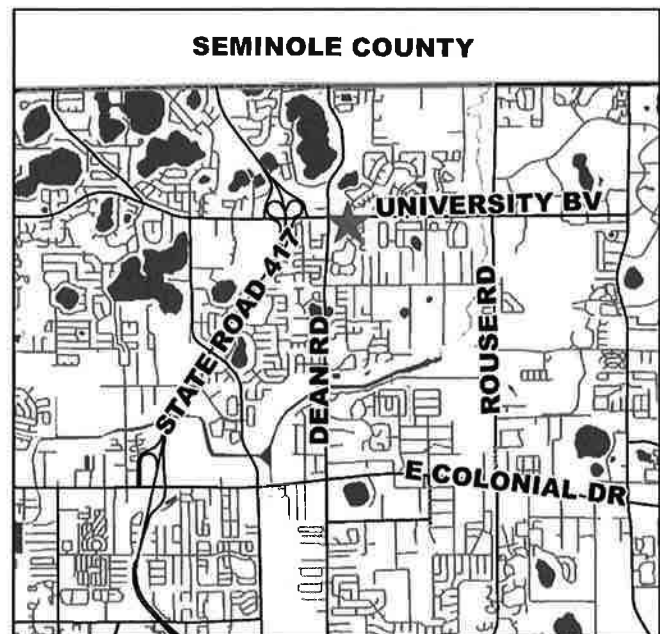 SEMINOLE COUNTY
UNIVERSITY BV
STATE ROAD 417
DEAN RD
ROUSE RD
E COLONIAL DR